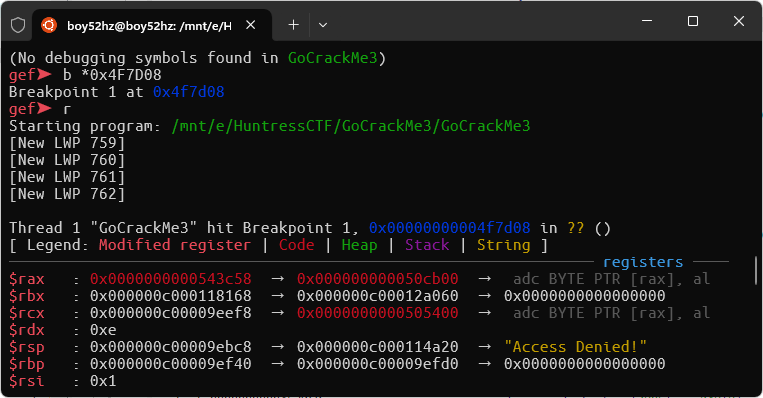 boy52hz@boy52hz: /mnt/e/H
(No debugging symbols found in GoCrackMe3)
gef➤ b *0x4F7D08
Breakpoint 1 at 0x4f7d08
gef➤ r
Starting program: /mnt/e/HuntressCTF/GoCrackMe3/GoCrackMe3
[New LWP 759]
[New LWP 760]
[New LWP 761]
[New LWP 762]
Thread 1 "GoCrackMe3" hit Breakpoint 1, 0x00000000004f7d08 in ?? ()
[ Legend: Modified register | Code | Heap | Stack | String ]
registers
$rax : 0x0000000000543c58 → 0x000000000050cb00 → adc BYTE PTR [rax], al
$rbx : 0x000000c000118168 → 0x000000c00012a060 → 0x0000000000000000
$rcx : 0x000000c00009eef8 → 0x0000000000505400 → adc BYTE PTR [rax], al
$rdx : 0xe
$rsp : 0x000000c00009ebc8 → 0x000000c000114a20 → "Access Denied!"
$rbp : 0x000000c00009ef40 → 0x000000c00009efd0 → 0x0000000000000000
$rsi : 0x1